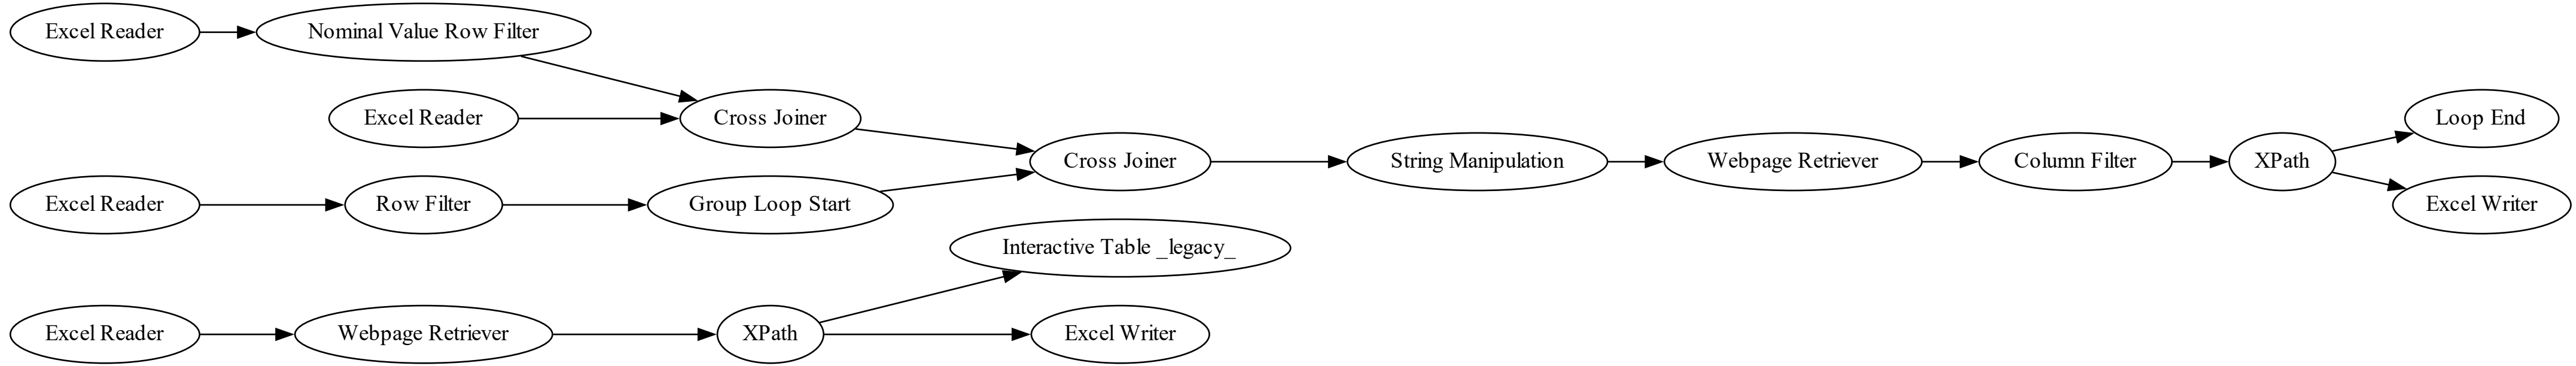 Excel Reader
Nominal Value Row Filter
Excel Reader
Cross Joiner
Loop End
Cross Joiner
String Manipulation
Webpage Retriever
Column Filter
XPath
Excel Reader
Row Filter
Group Loop Start
Excel Writer
Interactive Table _legacy_
Excel Reader
Webpage Retriever
XPath
Excel Writer